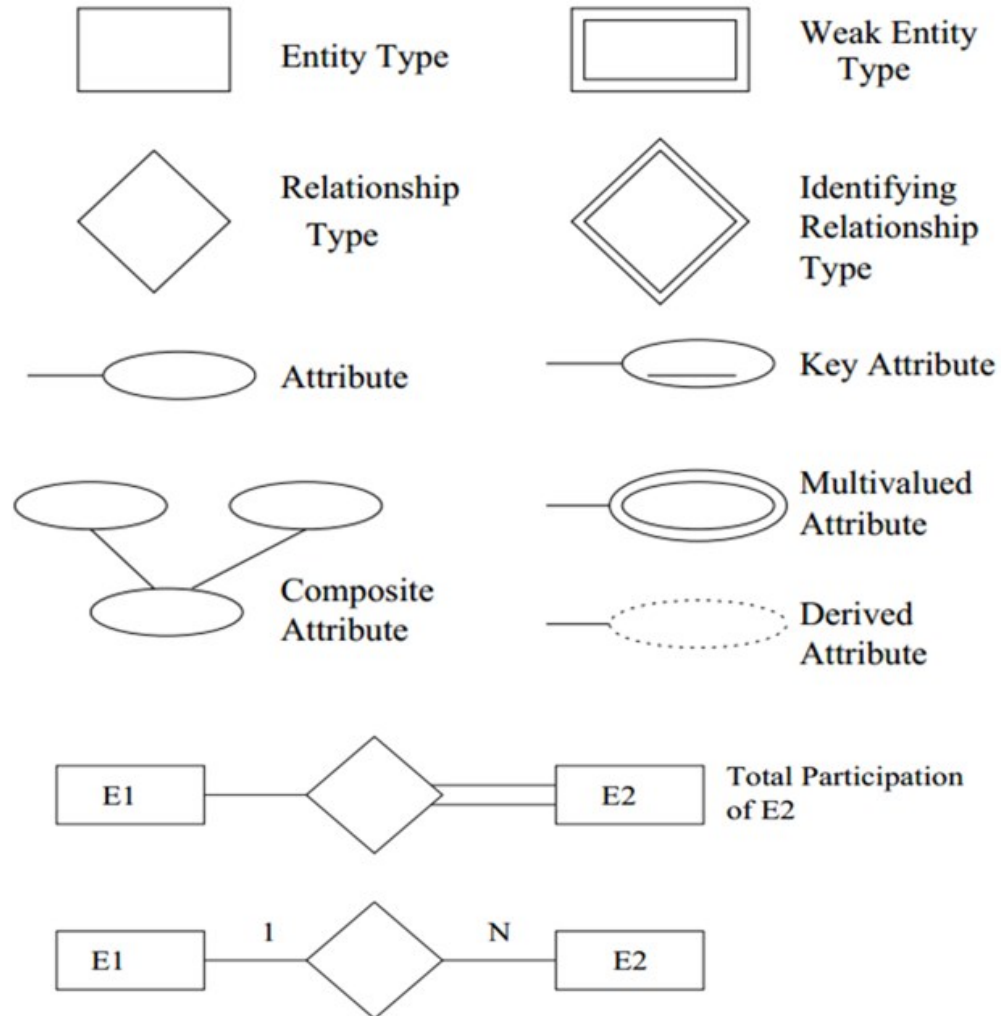 Entity Type
Weak Entity
Type
Relationship
Type
Identifying
Relationship
Type
Attribute
Key Attribute
Composite
Attribute
Multivalued
Attribute
Derived
Attribute
E1
E2
Total Participation
of E2
E1
1
N
E2